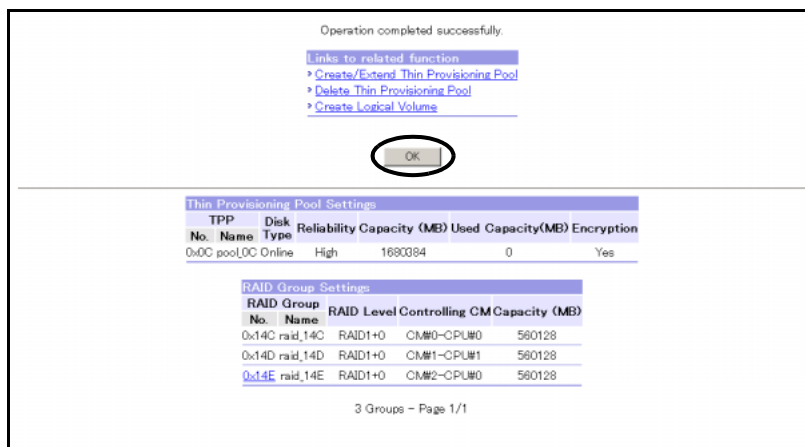 Operation completed successfully.
Links to related function
Create/Extend Thin Provisioning Pool
Delete Thin Provisioning Pool
Create Logical Volume
OK
Thin Provisioning Pool Settings
TPP Disk Type Reliability Capacity (MB) Used Capacity(MB) Encryption
No. Name
0x0C pool_0C Online High 1680384 0 Yes
RAID Group Settings
RAID Group RAID Level Controlling CM Capacity (MB)
No. Name
0x14C raid_14C RAID1+0 CM#0-CPU#0 560128
0x14D raid_14D RAID1+0 CM#1-CPU#1 560128
0x14E raid_14E RAID1+0 CM#2-CPU#0 560128
3 Groups - Page 1/1